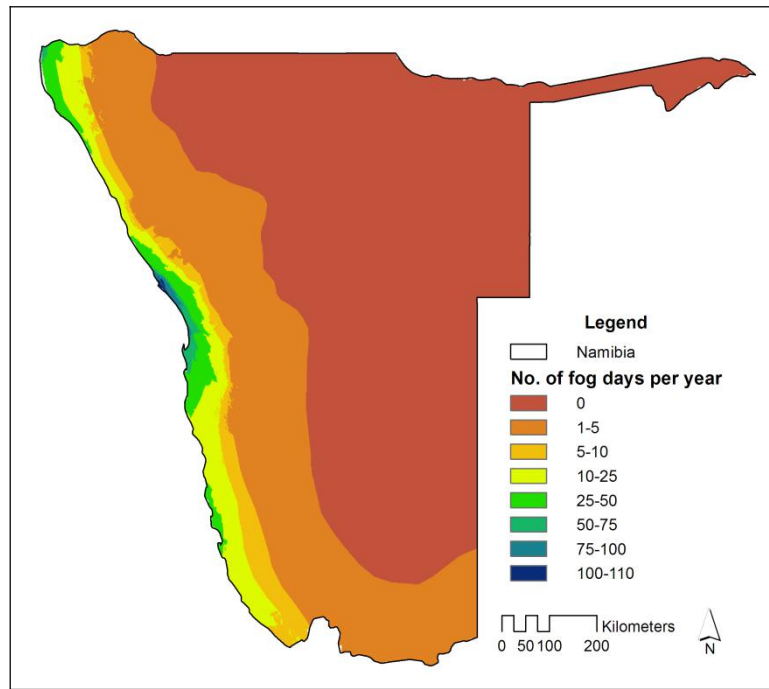 Legend
Namibia
No. of fog days per year
0
1-5
5-10
10-25
25-50
50-75
75-100
100-110
Kilometers
0 50 100 200
N